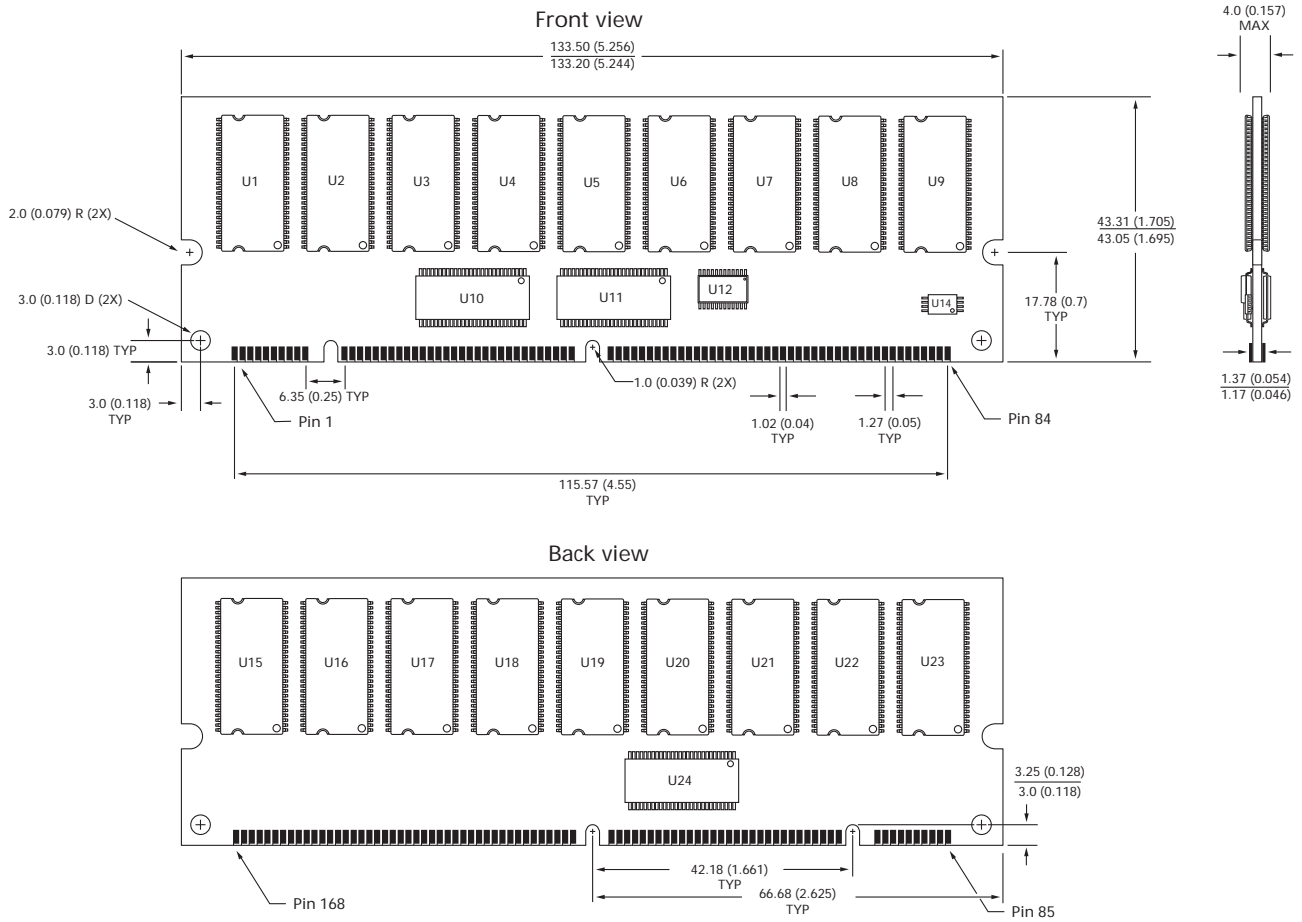 Front view
133.50 (5.256)
133.20 (5.244)
4.0 (0.157)
MAX
U1
U2
U3
U4
U5
U6
U7
U8
U9
2.0 (0.079) R (2X)
43.31 (1.705)
43.05 (1.695)
3.0 (0.118) D (2X)
U10
U11
U12
U14
17.78 (0.7)
TYP
3.0 (0.118) TYP
3.0 (0.118)
TYP
6.35 (0.25) TYP
Pin 1
1.0 (0.039) R (2X)
1.02 (0.04)
TYP
1.27 (0.05)
TYP
Pin 84
1.37 (0.054)
1.17 (0.046)
115.57 (4.55)
TYP
Back view
U15
U16
U17
U18
U19
U20
U21
U22
U23
U24
3.25 (0.128)
3.0 (0.118)
42.18 (1.661)
TYP
66.68 (2.625)
TYP
Pin 168
Pin 85